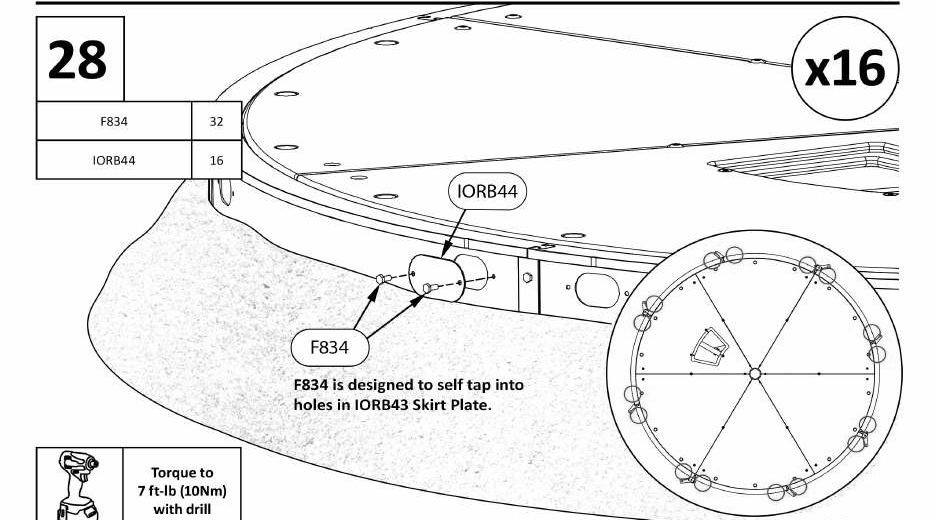 28
x16
F834 32
IORB44 16
IORB44
F834
F834 is designed to self tap into
holes in IORB43 Skirt Plate.
Torque to
7 ft-lb (10Nm)
with drill